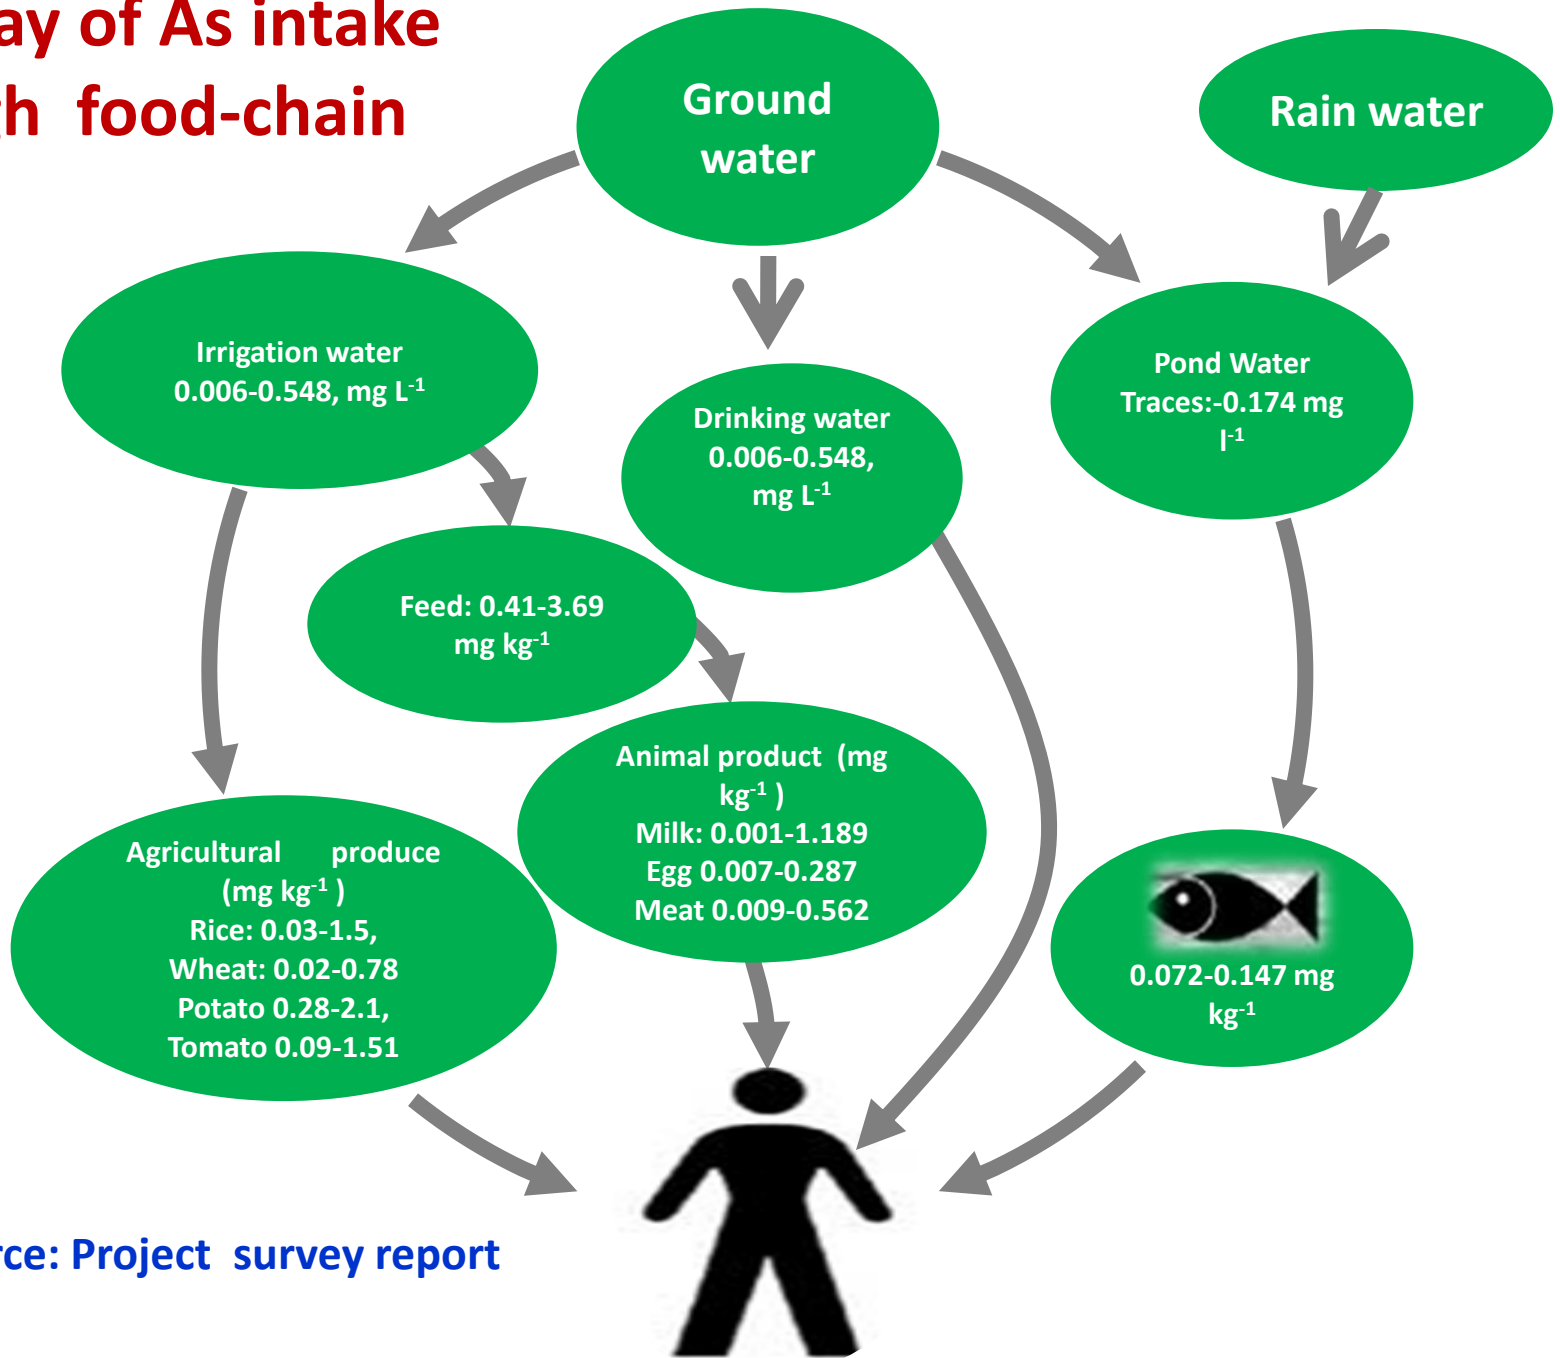 ay of As intake
gh food-chain
Ground
water
Rain water
Irrigation water
0.006-0.548, mg L⁻¹
Drinking water
0.006-0.548,
mg L⁻¹
Pond Water
Traces:-0.174 mg
l⁻¹
Feed: 0.41-3.69
mg kg⁻¹
Animal product (mg
kg⁻¹ )
Milk: 0.001-1.189
Egg 0.007-0.287
Meat 0.009-0.562
Agricultural produce
(mg kg⁻¹ )
Rice: 0.03-1.5,
Wheat: 0.02-0.78
Potato 0.28-2.1,
Tomato 0.09-1.51
0.072-0.147 mg
kg⁻¹
rce: Project survey report